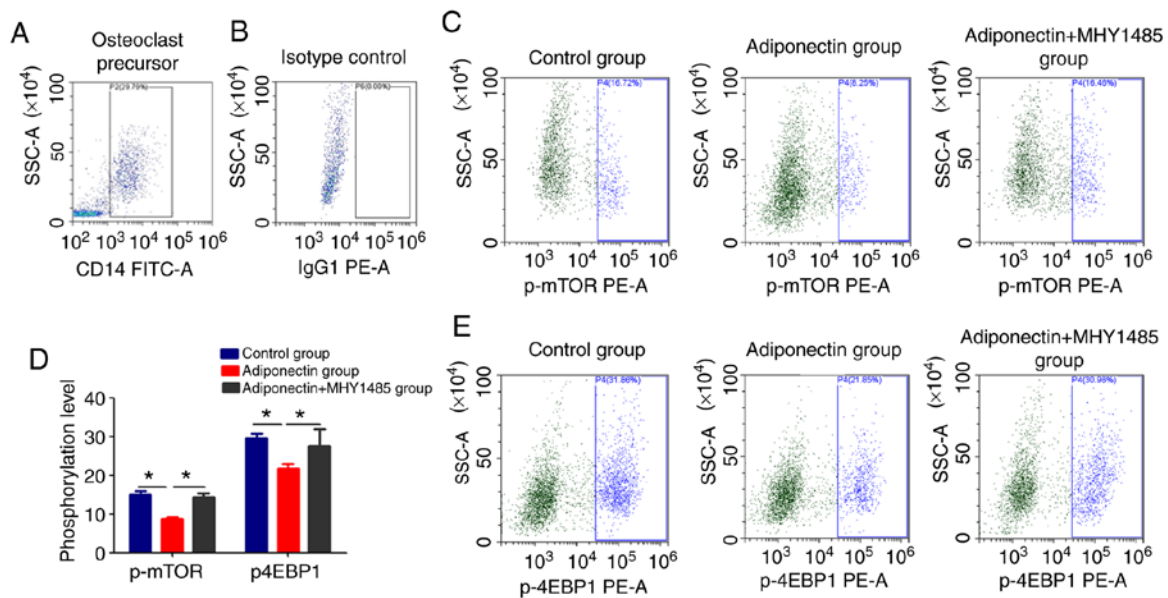 A
Osteoclast
precursor
SSC-A (×10⁴)
100
50
0
P2(29.79%)
10² 10³ 10⁴ 10⁵ 10⁶
CD14 FITC-A
B
Isotype control
SSC-A (×10⁴)
100
50
0
P6(0.00%)
10³ 10⁴ 10⁵ 10⁶
IgG1 PE-A
C
Control group
SSC-A (×10⁴)
100
50
0
P4(16.72%)
10³ 10⁴ 10⁵ 10⁶
p-mTOR PE-A
Adiponectin group
SSC-A (×10⁴)
100
50
0
P4(8.25%)
10³ 10⁴ 10⁵ 10⁶
p-mTOR PE-A
Adiponectin+MHY1485
group
SSC-A (×10⁴)
100
50
0
10³ 10⁴ 10⁵ 10⁶
p-mTOR PE-A
D
Control group
Adiponectin group
Adiponectin+MHY1485 group
Phosphorylation level
40
30
20
10
0
* *
* *
p-mTOR p4EBP1
E
Control group
SSC-A (×10⁴)
100
50
0
P4(31.86%)
10³ 10⁴ 10⁵ 10⁶
p-4EBP1 PE-A
Adiponectin group
SSC-A (×10⁴)
100
50
0
P4(21.85%)
10³ 10⁴ 10⁵ 10⁶
p-4EBP1 PE-A
Adiponectin+MHY1485
group
SSC-A (×10⁴)
100
50
0
P4(30.98%)
10³ 10⁴ 10⁵ 10⁶
p-4EBP1 PE-A